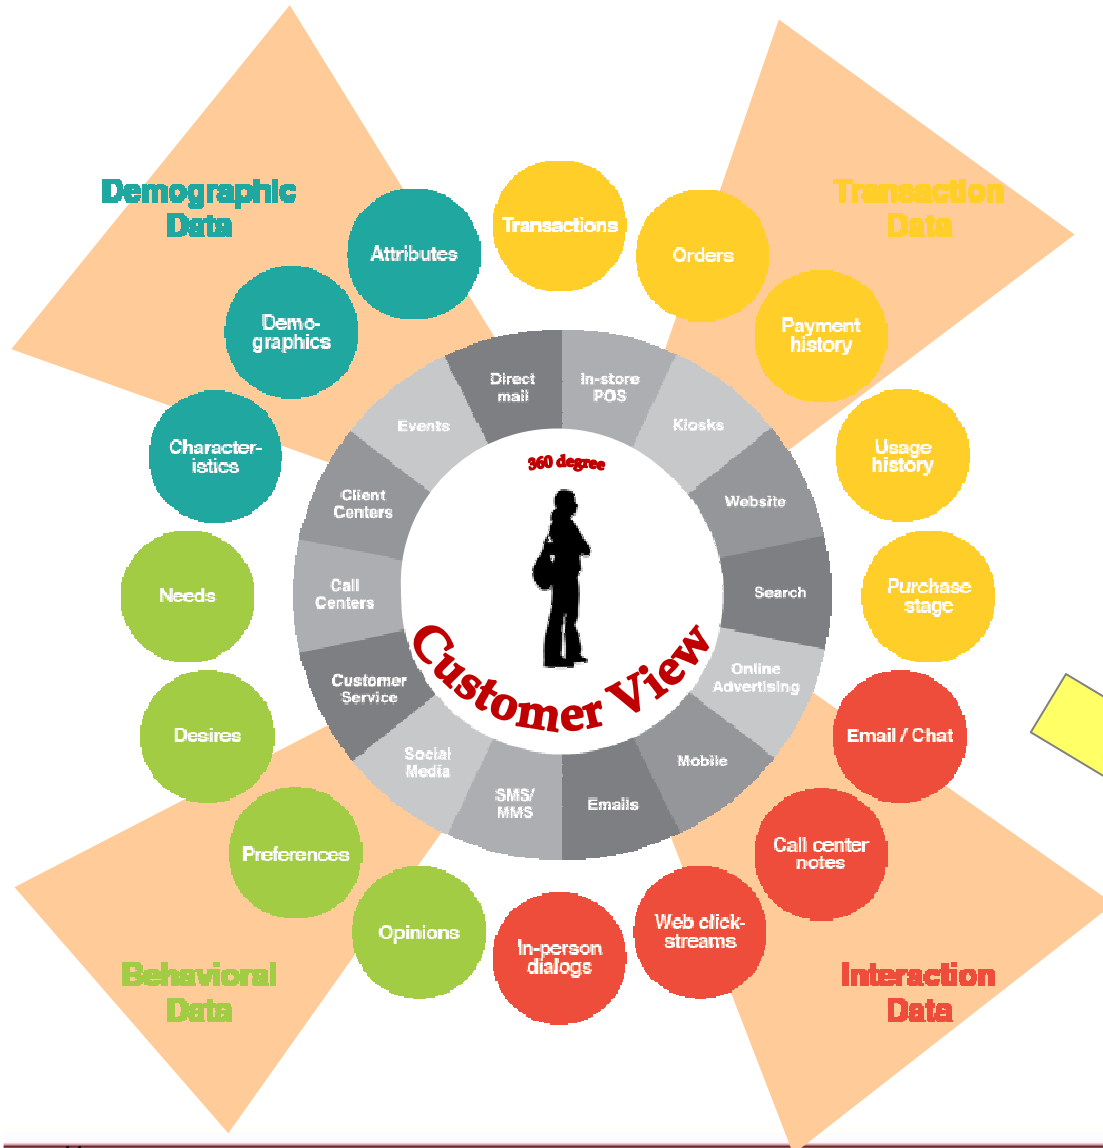 Demographic
Data
Transaction
Data
Attributes
Transactions
Orders
Demo-
graphics
Payment
history
Character-
istics
Usage
history
Needs
Purchase
stage
Desires
Email / Chat
Preferences
Call center
notes
Opinions
In-person
dialogs
Web click-
streams
Behavioral
Data
Interaction
Data
Direct
mail
In-store
POS
Kiosks
Website
Search
Online
Advertising
Mobile
Emails
SMS/
MMS
Social
Media
Customer
Service
Call
Centers
Client
Centers
Events
360 degree
Customer View